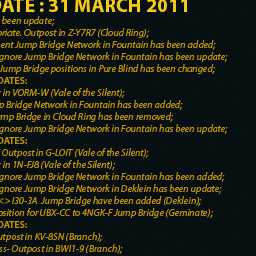 ATE : 31 MARCH 2011
been update;
riate. Outpost in Z-Y7R7 (Cloud Ring);
ent Jump Bridge Network in Fountain has been added;
gnore Jump Bridge Network in Fountain has been update;
Jump Bridge positions in Pure Blind has been changed;
DATES:
in VORM-W (Vale of the Silent);
p Bridge Network in Fountain has been added;
mp Bridge in Cloud Ring has been removed;
gnore Jump Bridge Network in Fountain has been update;
DATES:
Outpost in G-LOIT (Vale of the Silent);
in 1N-FJ8 (Vale of the Silent);
gnore Jump Bridge Network in Fountain has been added;
gnore Jump Bridge Network in Deklein has been update;
<> I30-3A Jump Bridge have been added (Deklein);
osition for UBX-CC to 4NGK-F Jump Bridge (Geminate);
DATES:
utpost in KV-8SN (Branch);
ss- Outpost in BWI1-9 (Branch);